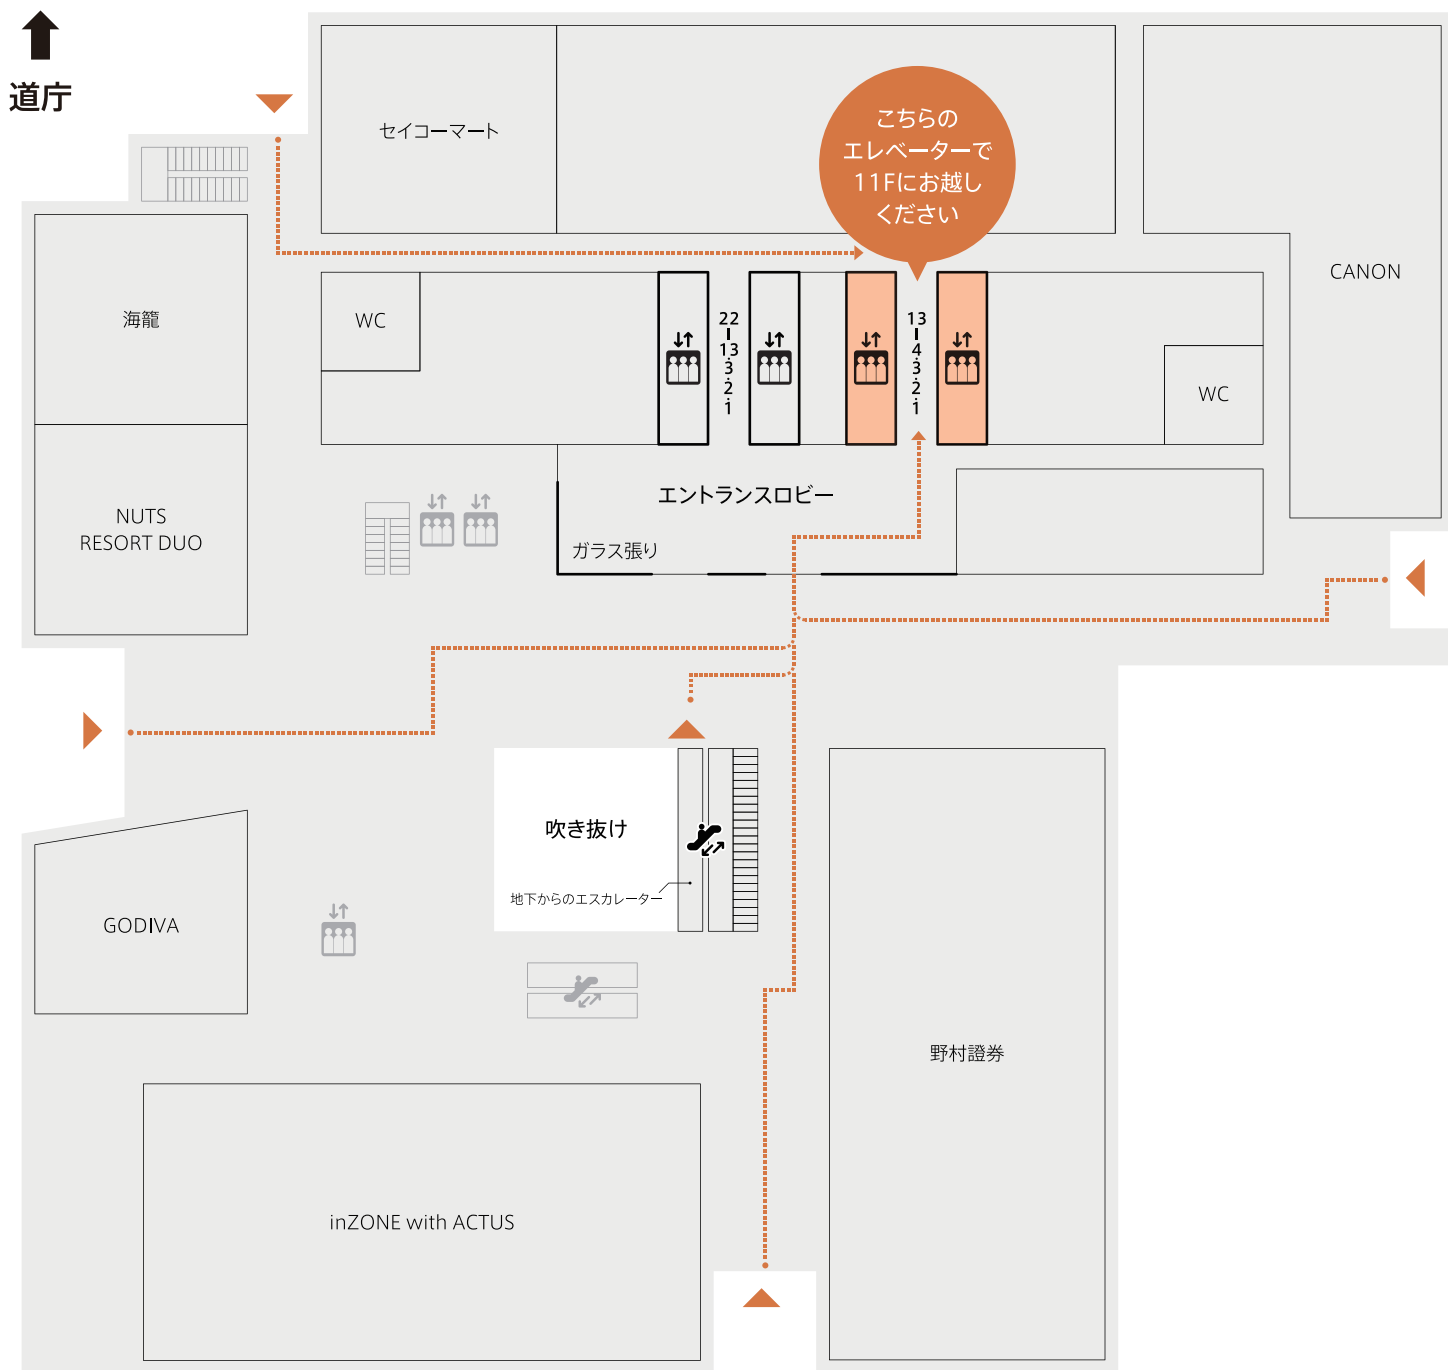 道庁
セイコーマート
こちらの
エレベーターで
11Fにお越し
ください
CANON
海籠
WC
22
13
3
2
1
13
4
3
2
1
WC
エントランスロビー
NUTS
RESORT DUO
ガラス張り
吹き抜け
地下からのエスカレーター
GODIVA
野村證券
inZONE with ACTUS